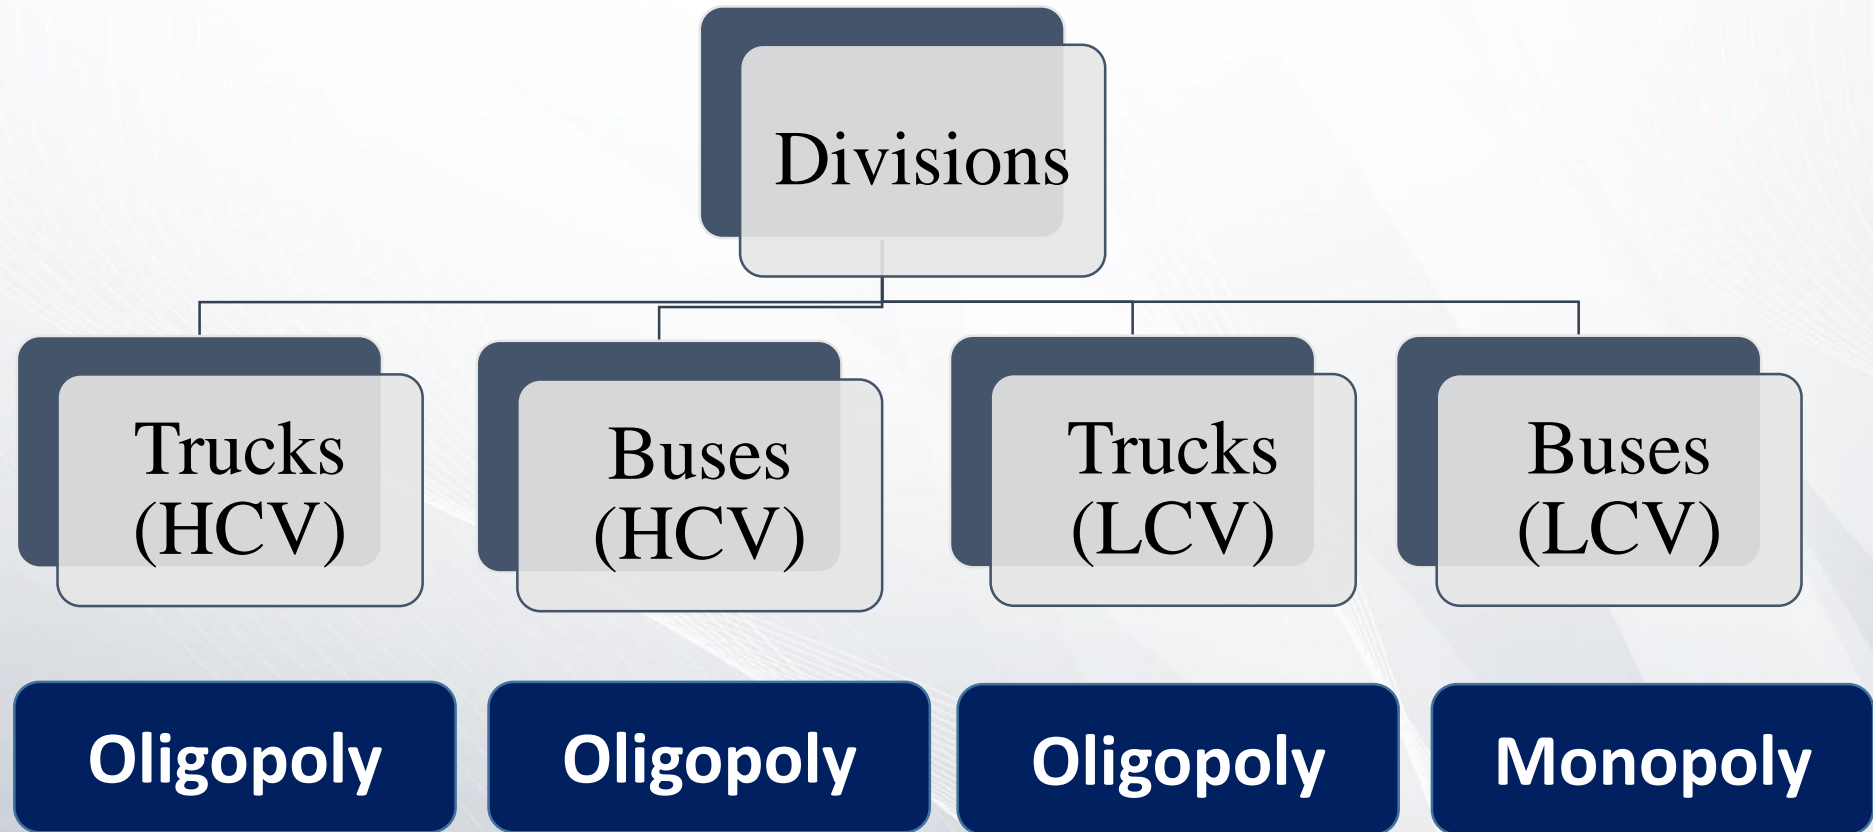 Divisions
Trucks
(HCV)
Buses
(HCV)
Trucks
(LCV)
Buses
(LCV)
Oligopoly
Oligopoly
Oligopoly
Monopoly